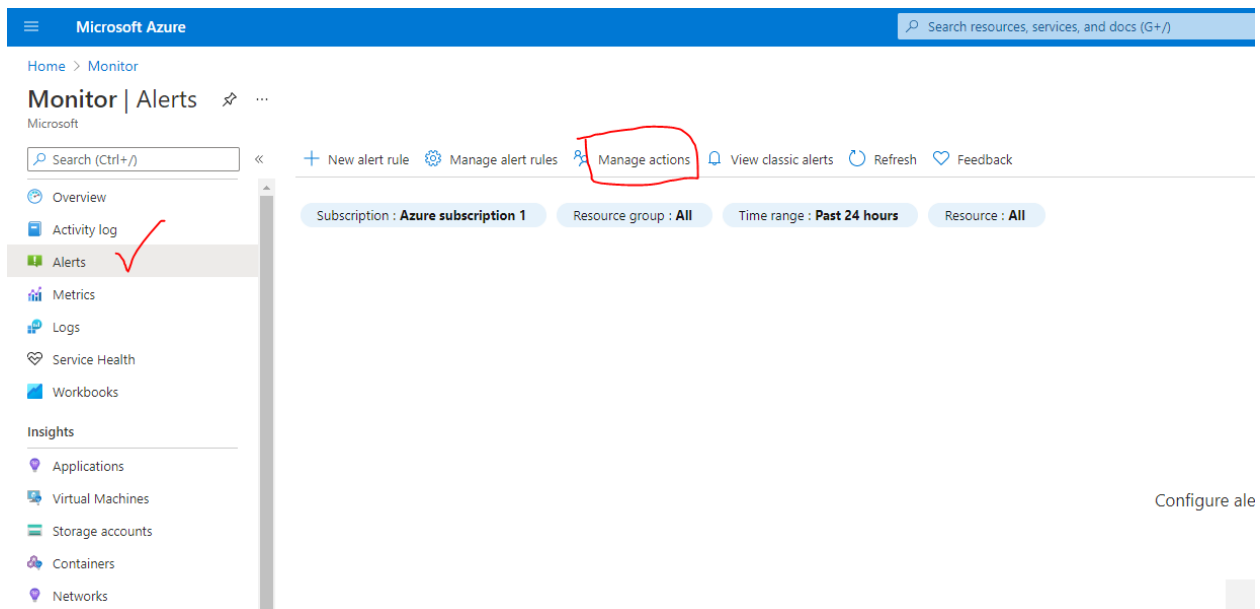 Microsoft Azure
Search resources, services, and docs (G+/)
Home > Monitor
Monitor | Alerts ...
Microsoft
Search (Ctrl+/) «
+ New alert rule Manage alert rules Manage actions View classic alerts Refresh Feedback
Subscription : Azure subscription 1 Resource group : All Time range : Past 24 hours Resource : All
Overview
Activity log
Alerts
Metrics
Logs
Service Health
Workbooks
Insights
Applications
Virtual Machines
Storage accounts
Containers
Networks
Configure ale